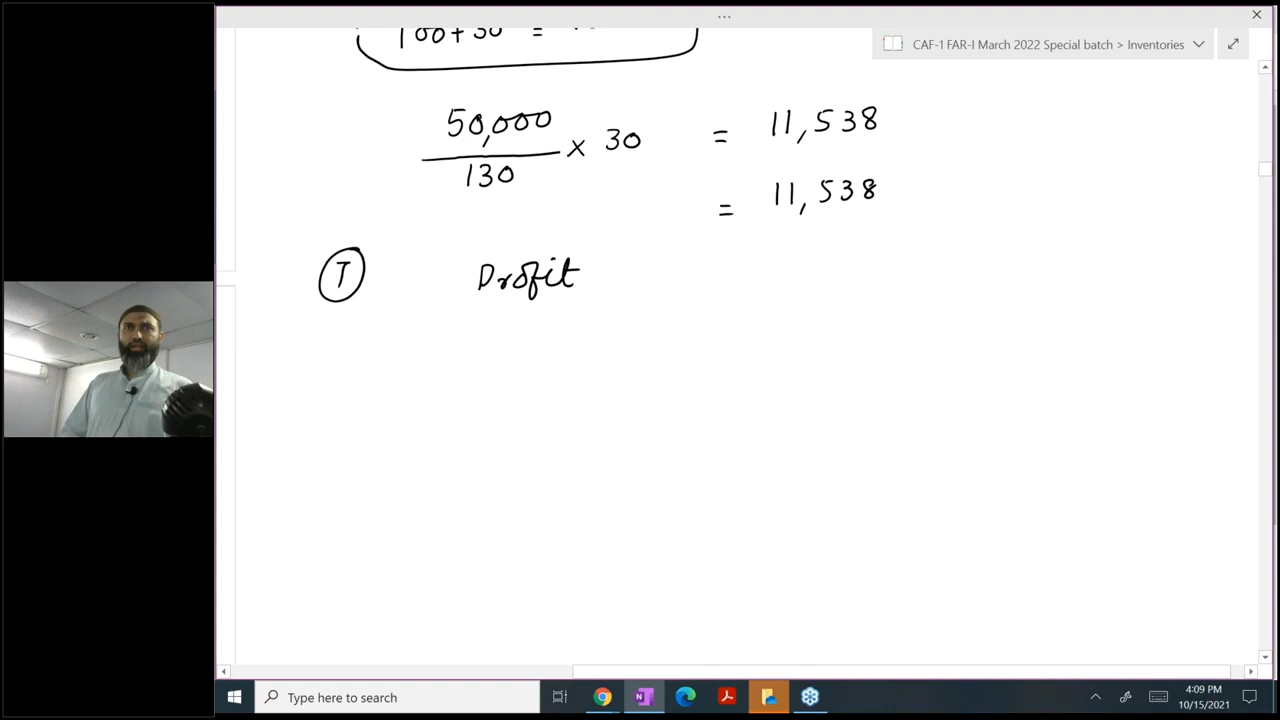 ...
100+30 =
CAF-1 FAR-I March 2022 Special batch > Inventories
50,000
× 30 = 11,538
130
= 11,538
I Profit
Type here to search
4:09 PM
10/15/2021